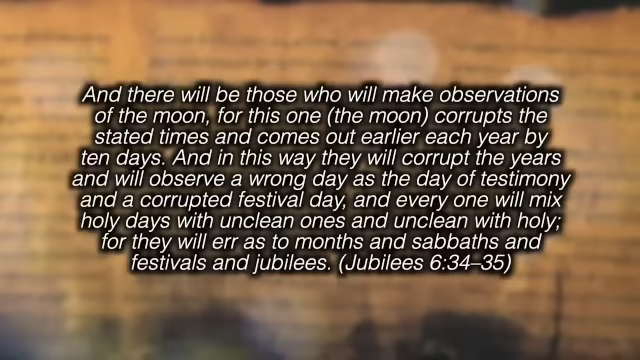 And there will be those who will make observations
of the moon, for this one (the moon) corrupts the
stated times and comes out earlier each year by
ten days. And in this way they will corrupt the years
and will observe a wrong day as the day of testimony
and a corrupted festival day, and every one will mix
holy days with unclean ones and unclean with holy;
for they will err as to months and sabbaths and
festivals and jubilees. (Jubilees 6:34–35)